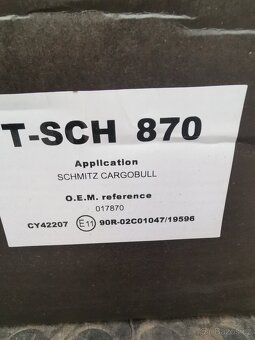 T-SCH 870
Application
SCHMITZ CARGOBULL
O.E.M. reference
017870
CY42207 E11 90R-02C01047/19596